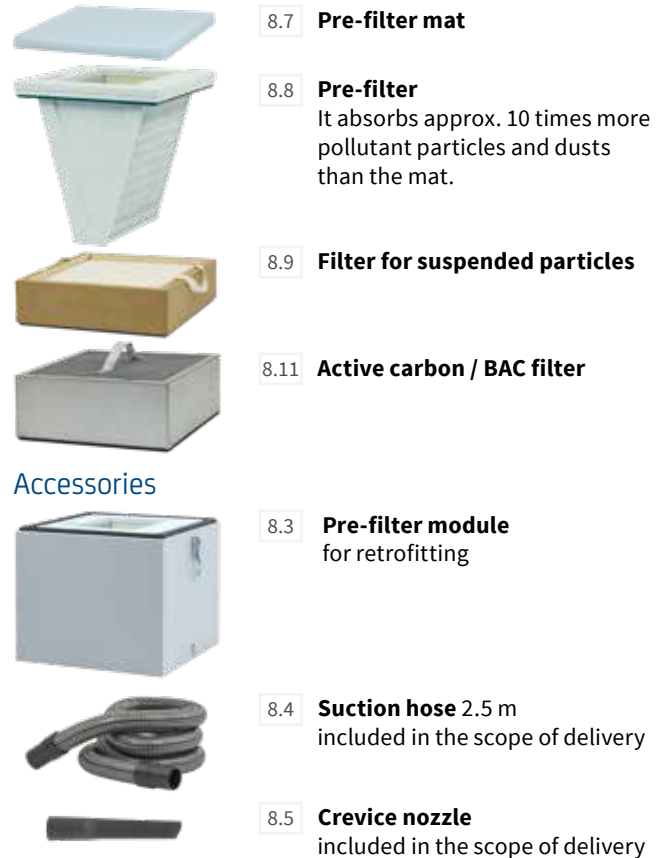 8.7 Pre-filter mat
8.8 Pre-filter
It absorbs approx. 10 times more
pollutant particles and dusts
than the mat.
8.9 Filter for suspended particles
8.11 Active carbon / BAC filter
Accessories
8.3 Pre-filter module
for retrofitting
8.4 Suction hose 2.5 m
included in the scope of delivery
8.5 Crevice nozzle
included in the scope of delivery